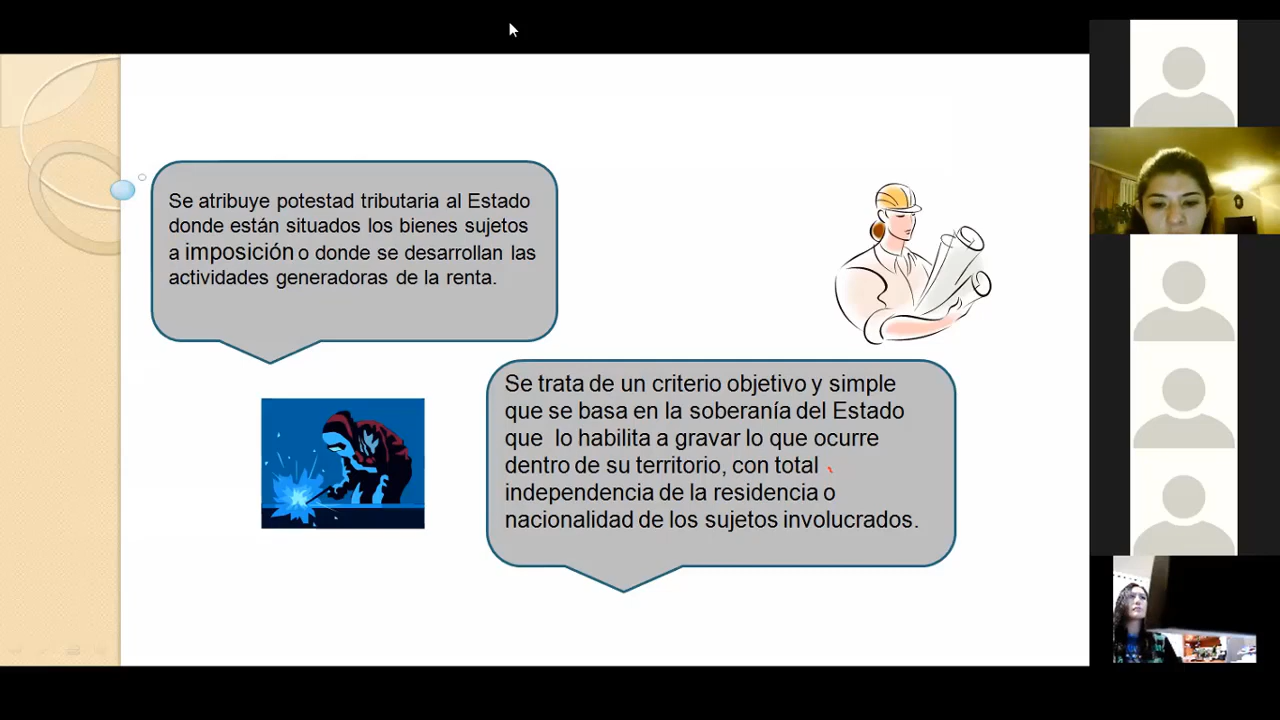 Se atribuye potestad tributaria al Estado
donde están situados los bienes sujetos
a imposición o donde se desarrollan las
actividades generadoras de la renta.
Se trata de un criterio objetivo y simple
que se basa en la soberanía del Estado
que lo habilita a gravar lo que ocurre
dentro de su territorio, con total
independencia de la residencia o
nacionalidad de los sujetos involucrados.